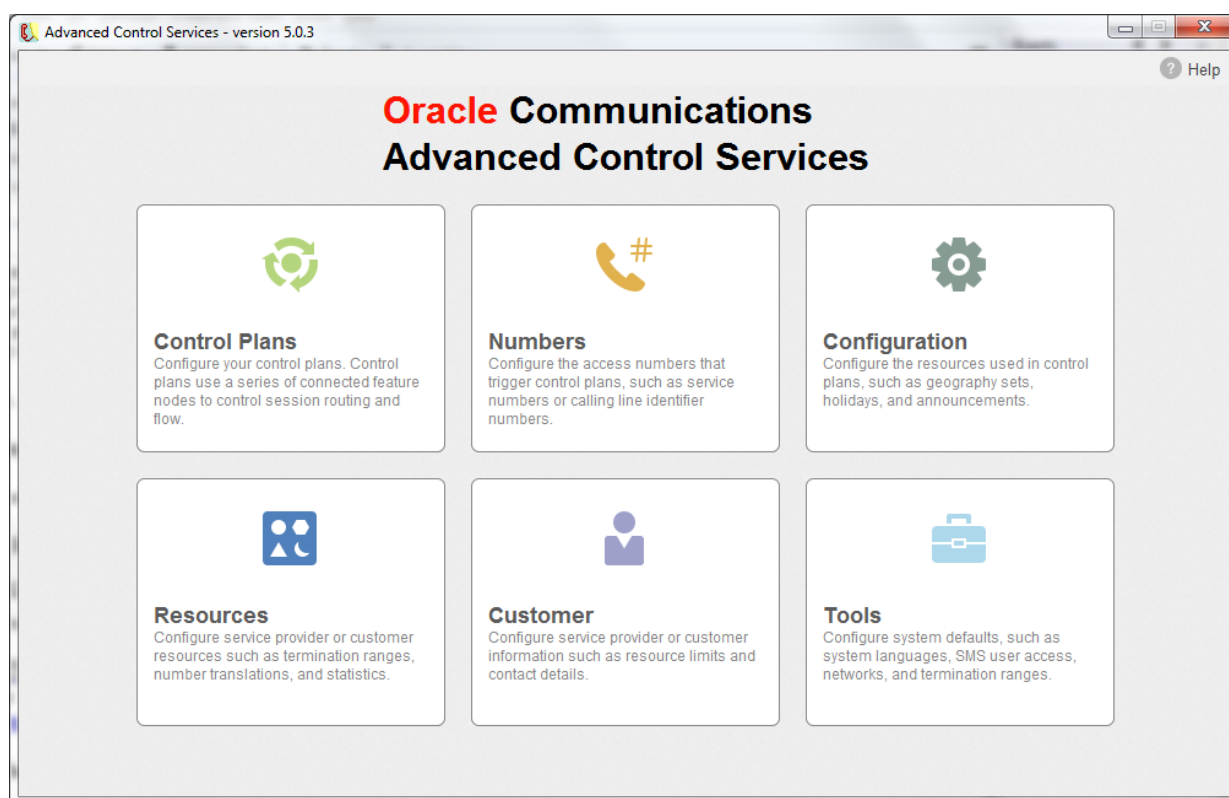 Advanced Control Services - version 5.0.3
? Help
Oracle Communications
Advanced Control Services
#
Control Plans
Configure your control plans. Control
plans use a series of connected feature
nodes to control session routing and
flow.
Numbers
Configure the access numbers that
trigger control plans, such as service
numbers or calling line identifier
numbers.
Configuration
Configure the resources used in control
plans, such as geography sets,
holidays, and announcements.
Resources
Configure service provider or customer
resources such as termination ranges,
number translations, and statistics.
Customer
Configure service provider or customer
information such as resource limits and
contact details.
Tools
Configure system defaults, such as
system languages, SMS user access,
networks, and termination ranges.